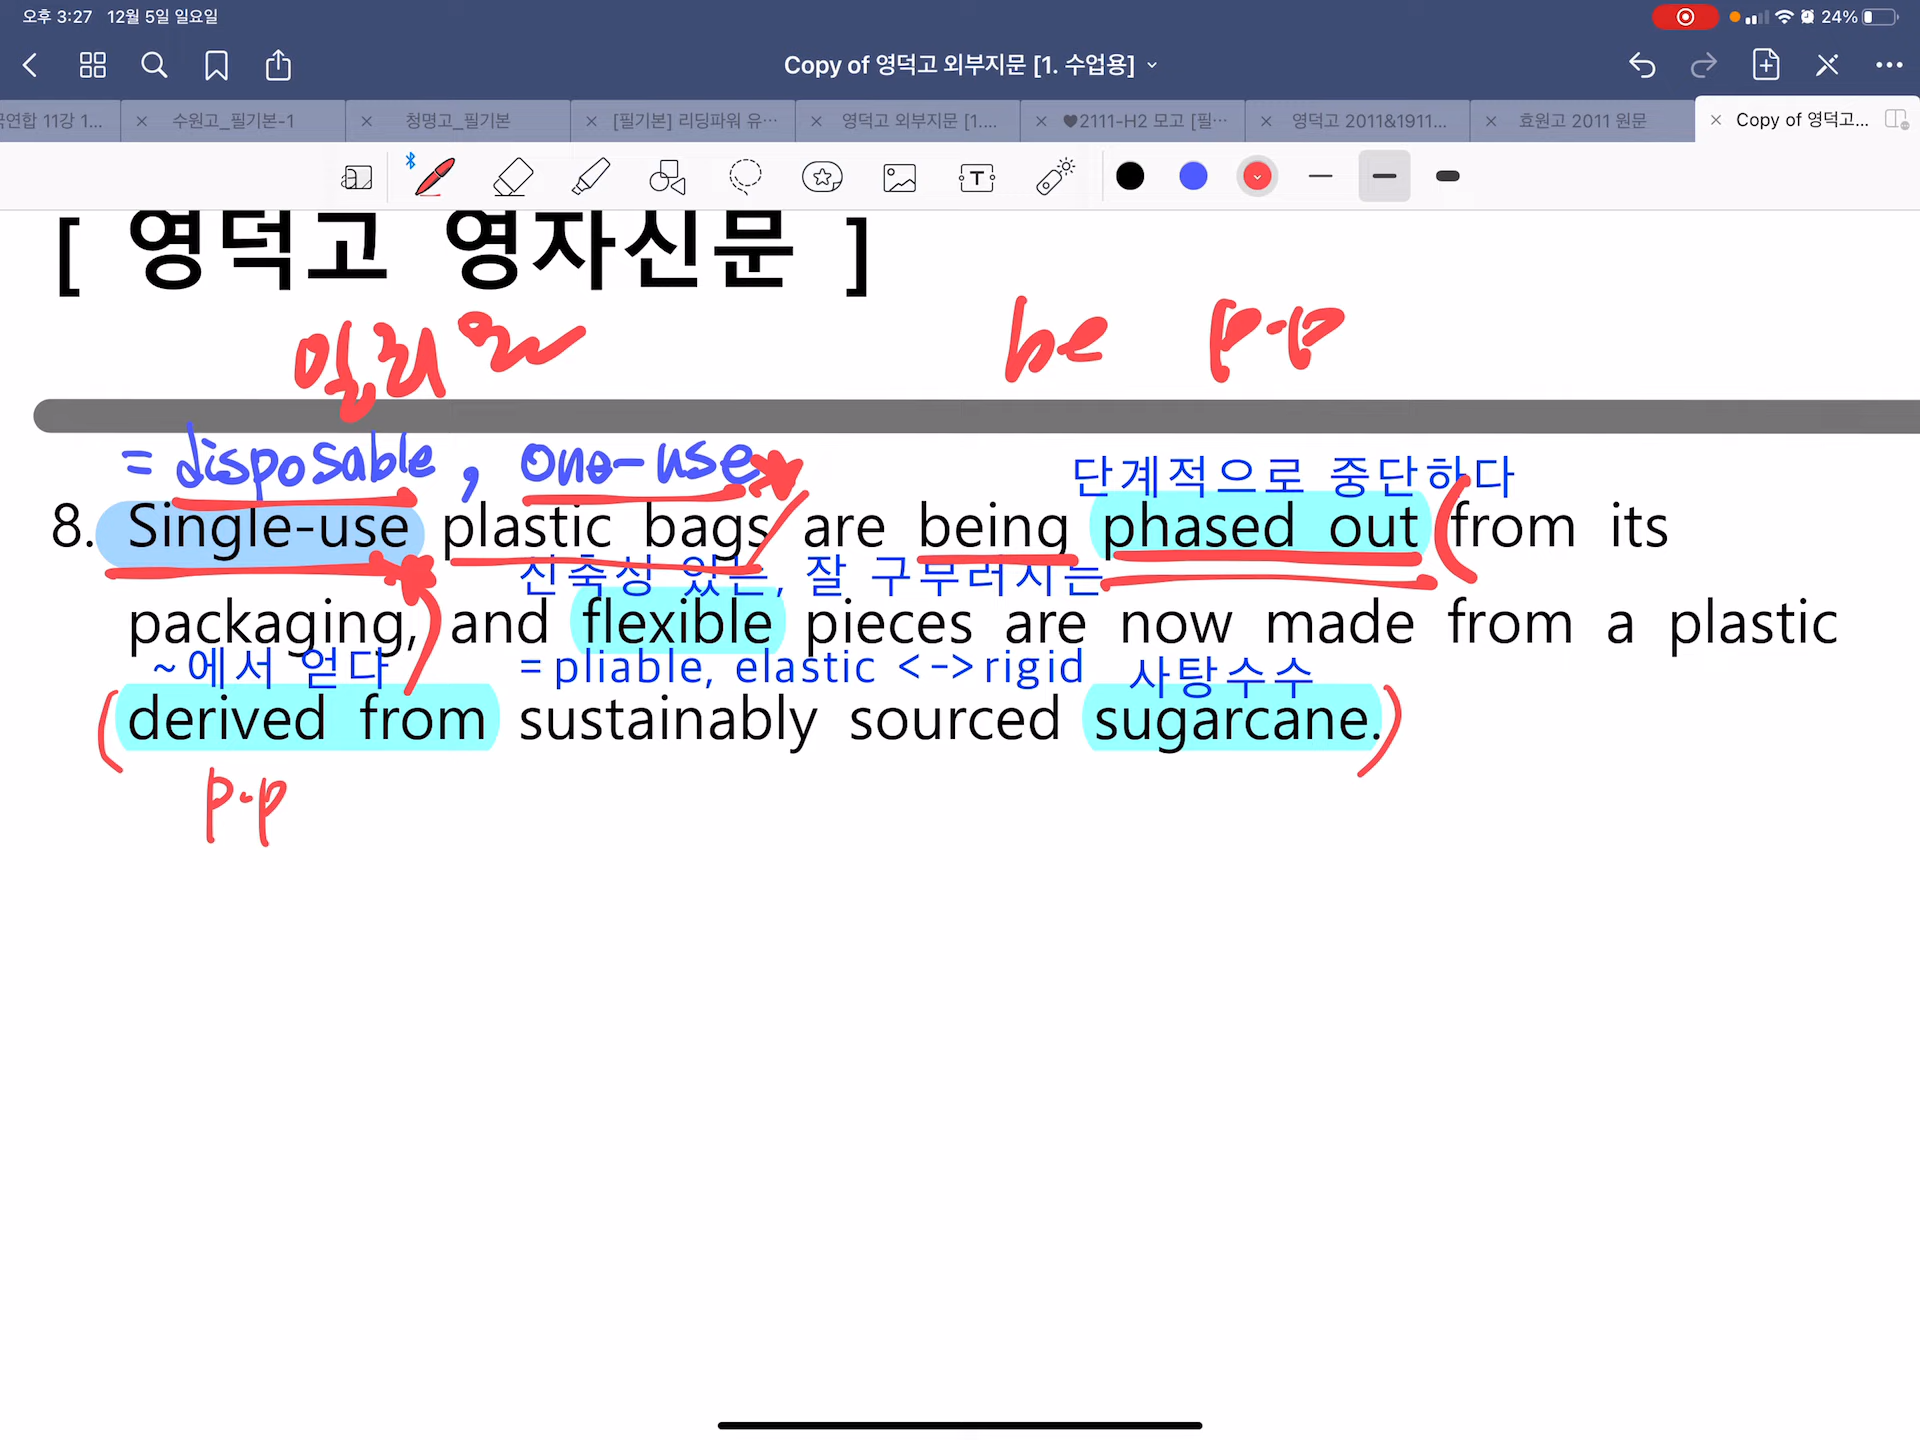 오후 3:27 12월 5일 일요일
24%
Copy of 영덕고 외부지문 [1. 수업용]
연합 11강 1... × 수원고_필기본-1 × 청명고_필기본 × [필기본] 리딩파워 유… × 영덕고 외부지문 [1.... × ♥2111-H2 모고 [필… × 영덕고 2011&1911... × 효원고 2011 원문 × Copy of 영덕고...
[ 영덕고 영자신문 ]
be p.p
= disposable, one-use
단계적으로 중단하다
8. Single-use plastic bags are being phased out (from its
신축성 있는, 잘 구부러지는
packaging, and flexible pieces are now made from a plastic
~에서 얻다 =pliable, elastic <->rigid 사탕수수
(derived from sustainably sourced sugarcane.)
p.p